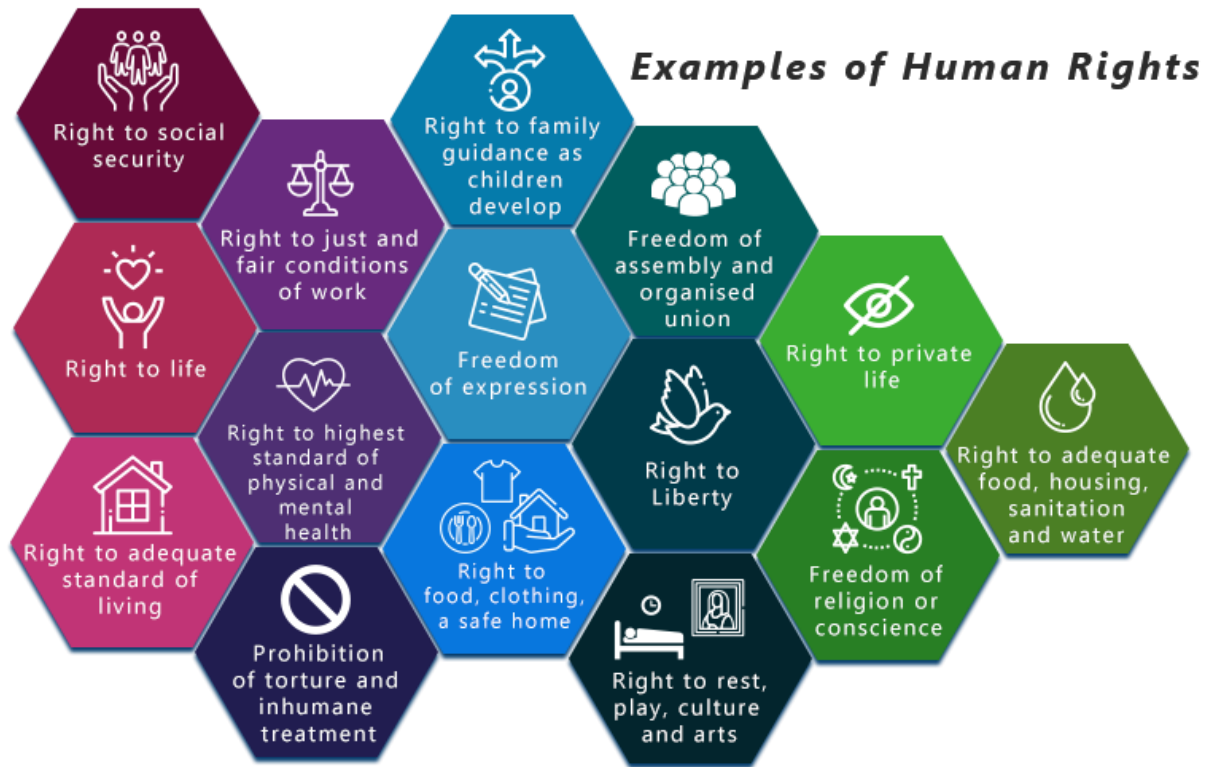 Examples of Human Rights
Right to social
security
Right to life
Right to adequate
standard of
living
Right to just and
fair conditions
of work
Right to highest
standard of
physical and
mental
health
Prohibition
of torture and
inhumane
treatment
Right to family
guidance as
children
develop
Freedom
of expression
Right to
food, clothing,
a safe home
Freedom of
assembly and
organised
union
Right to
Liberty
Right to rest,
play, culture
and arts
Right to private
life
Freedom of
religion or
conscience
Right to adequate
food, housing,
sanitation
and water